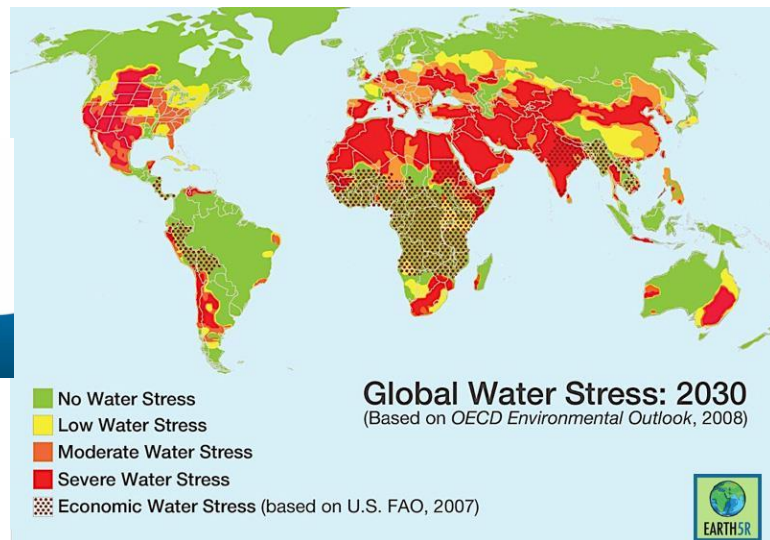 Global Water Stress: 2030
(Based on OECD Environmental Outlook, 2008)
No Water Stress
Low Water Stress
Moderate Water Stress
Severe Water Stress
Economic Water Stress (based on U.S. FAO, 2007)
EARTH5R